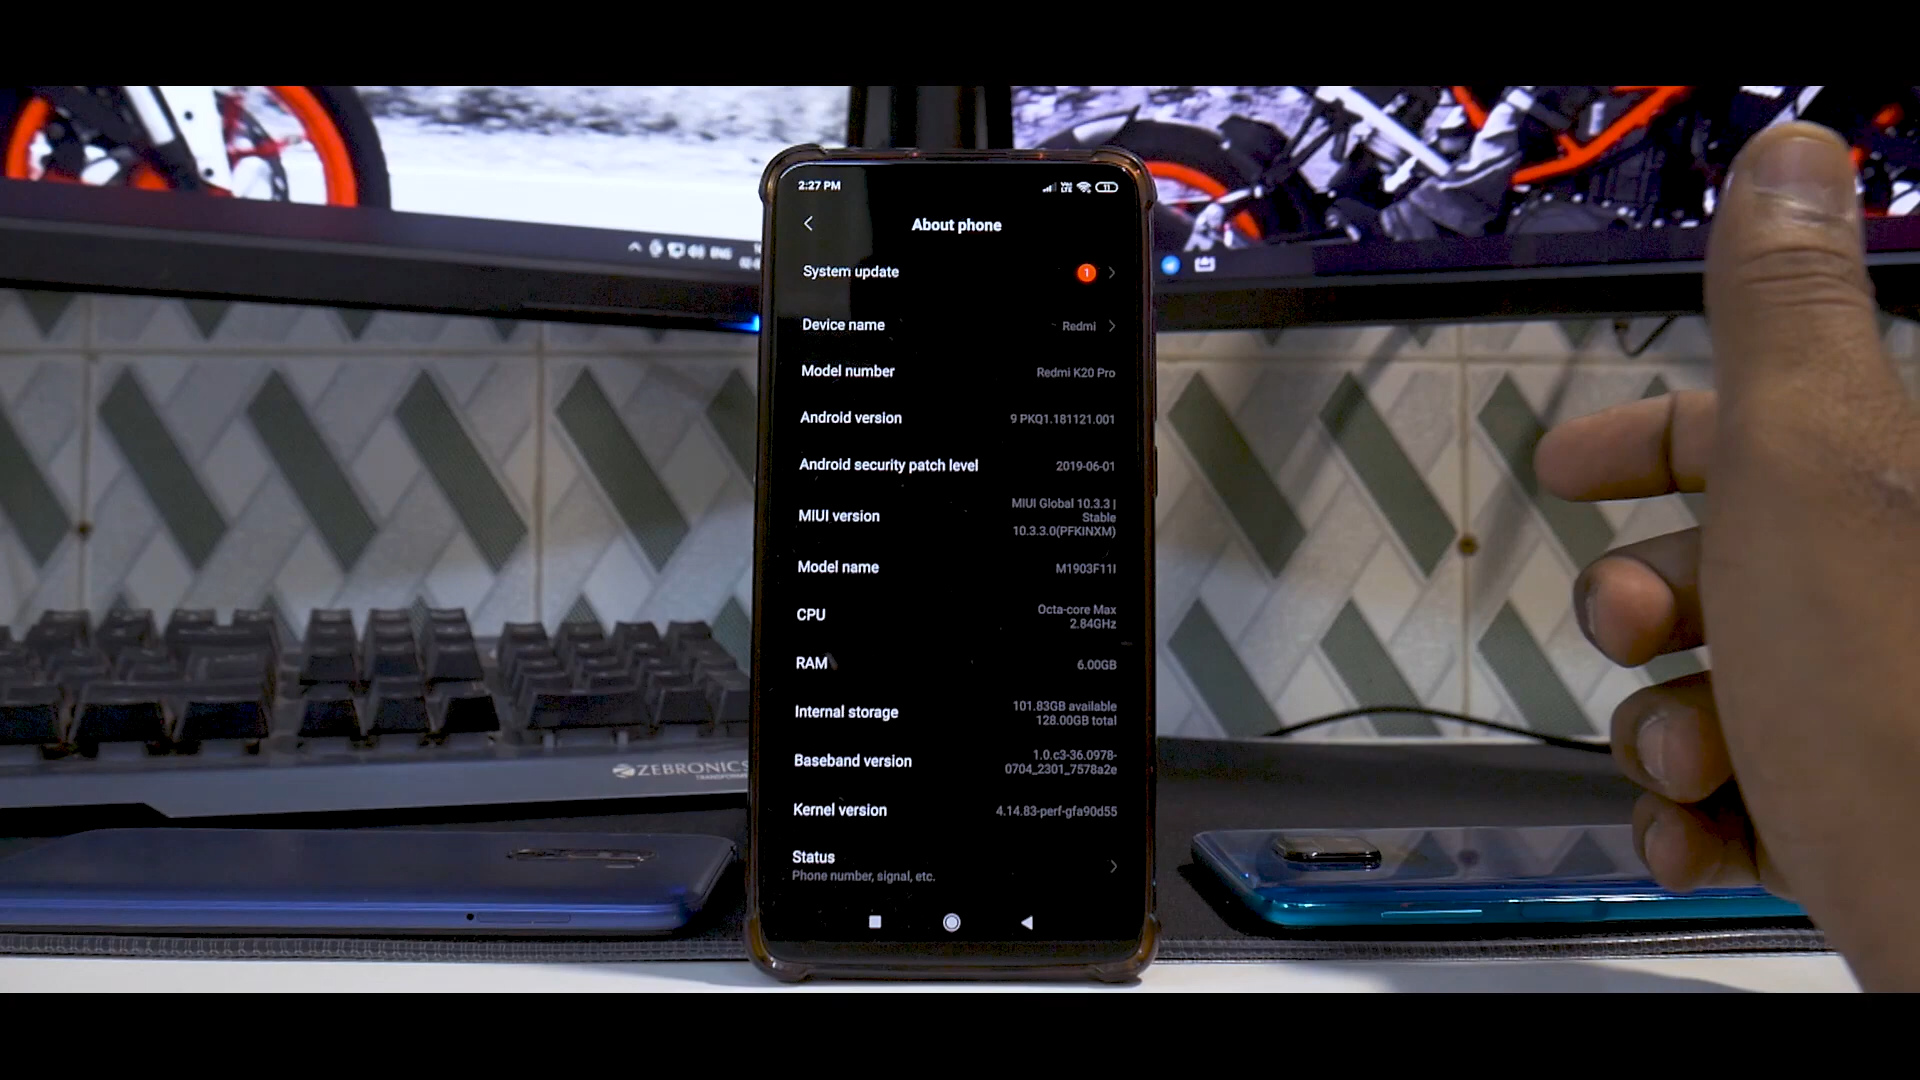 ENG
2:27 PM
11
About phone
System update 1
Device name Redmi
Model number Redmi K20 Pro
Android version 9 PKQ1.181121.001
Android security patch level 2019-06-01
MIUI version MIUI Global 10.3.3 |
Stable
10.3.3.0(PFKINXM)
Model name M1903F11I
CPU Octa-core Max
2.84GHz
RAM 6.00GB
Internal storage 101.83GB available
128.00GB total
Baseband version 1.0.c3-36.0978-
0704_2301_7578a2e
Kernel version 4.14.83-perf-gfa90d55
Status
Phone number, signal, etc.
ZEBRONICS